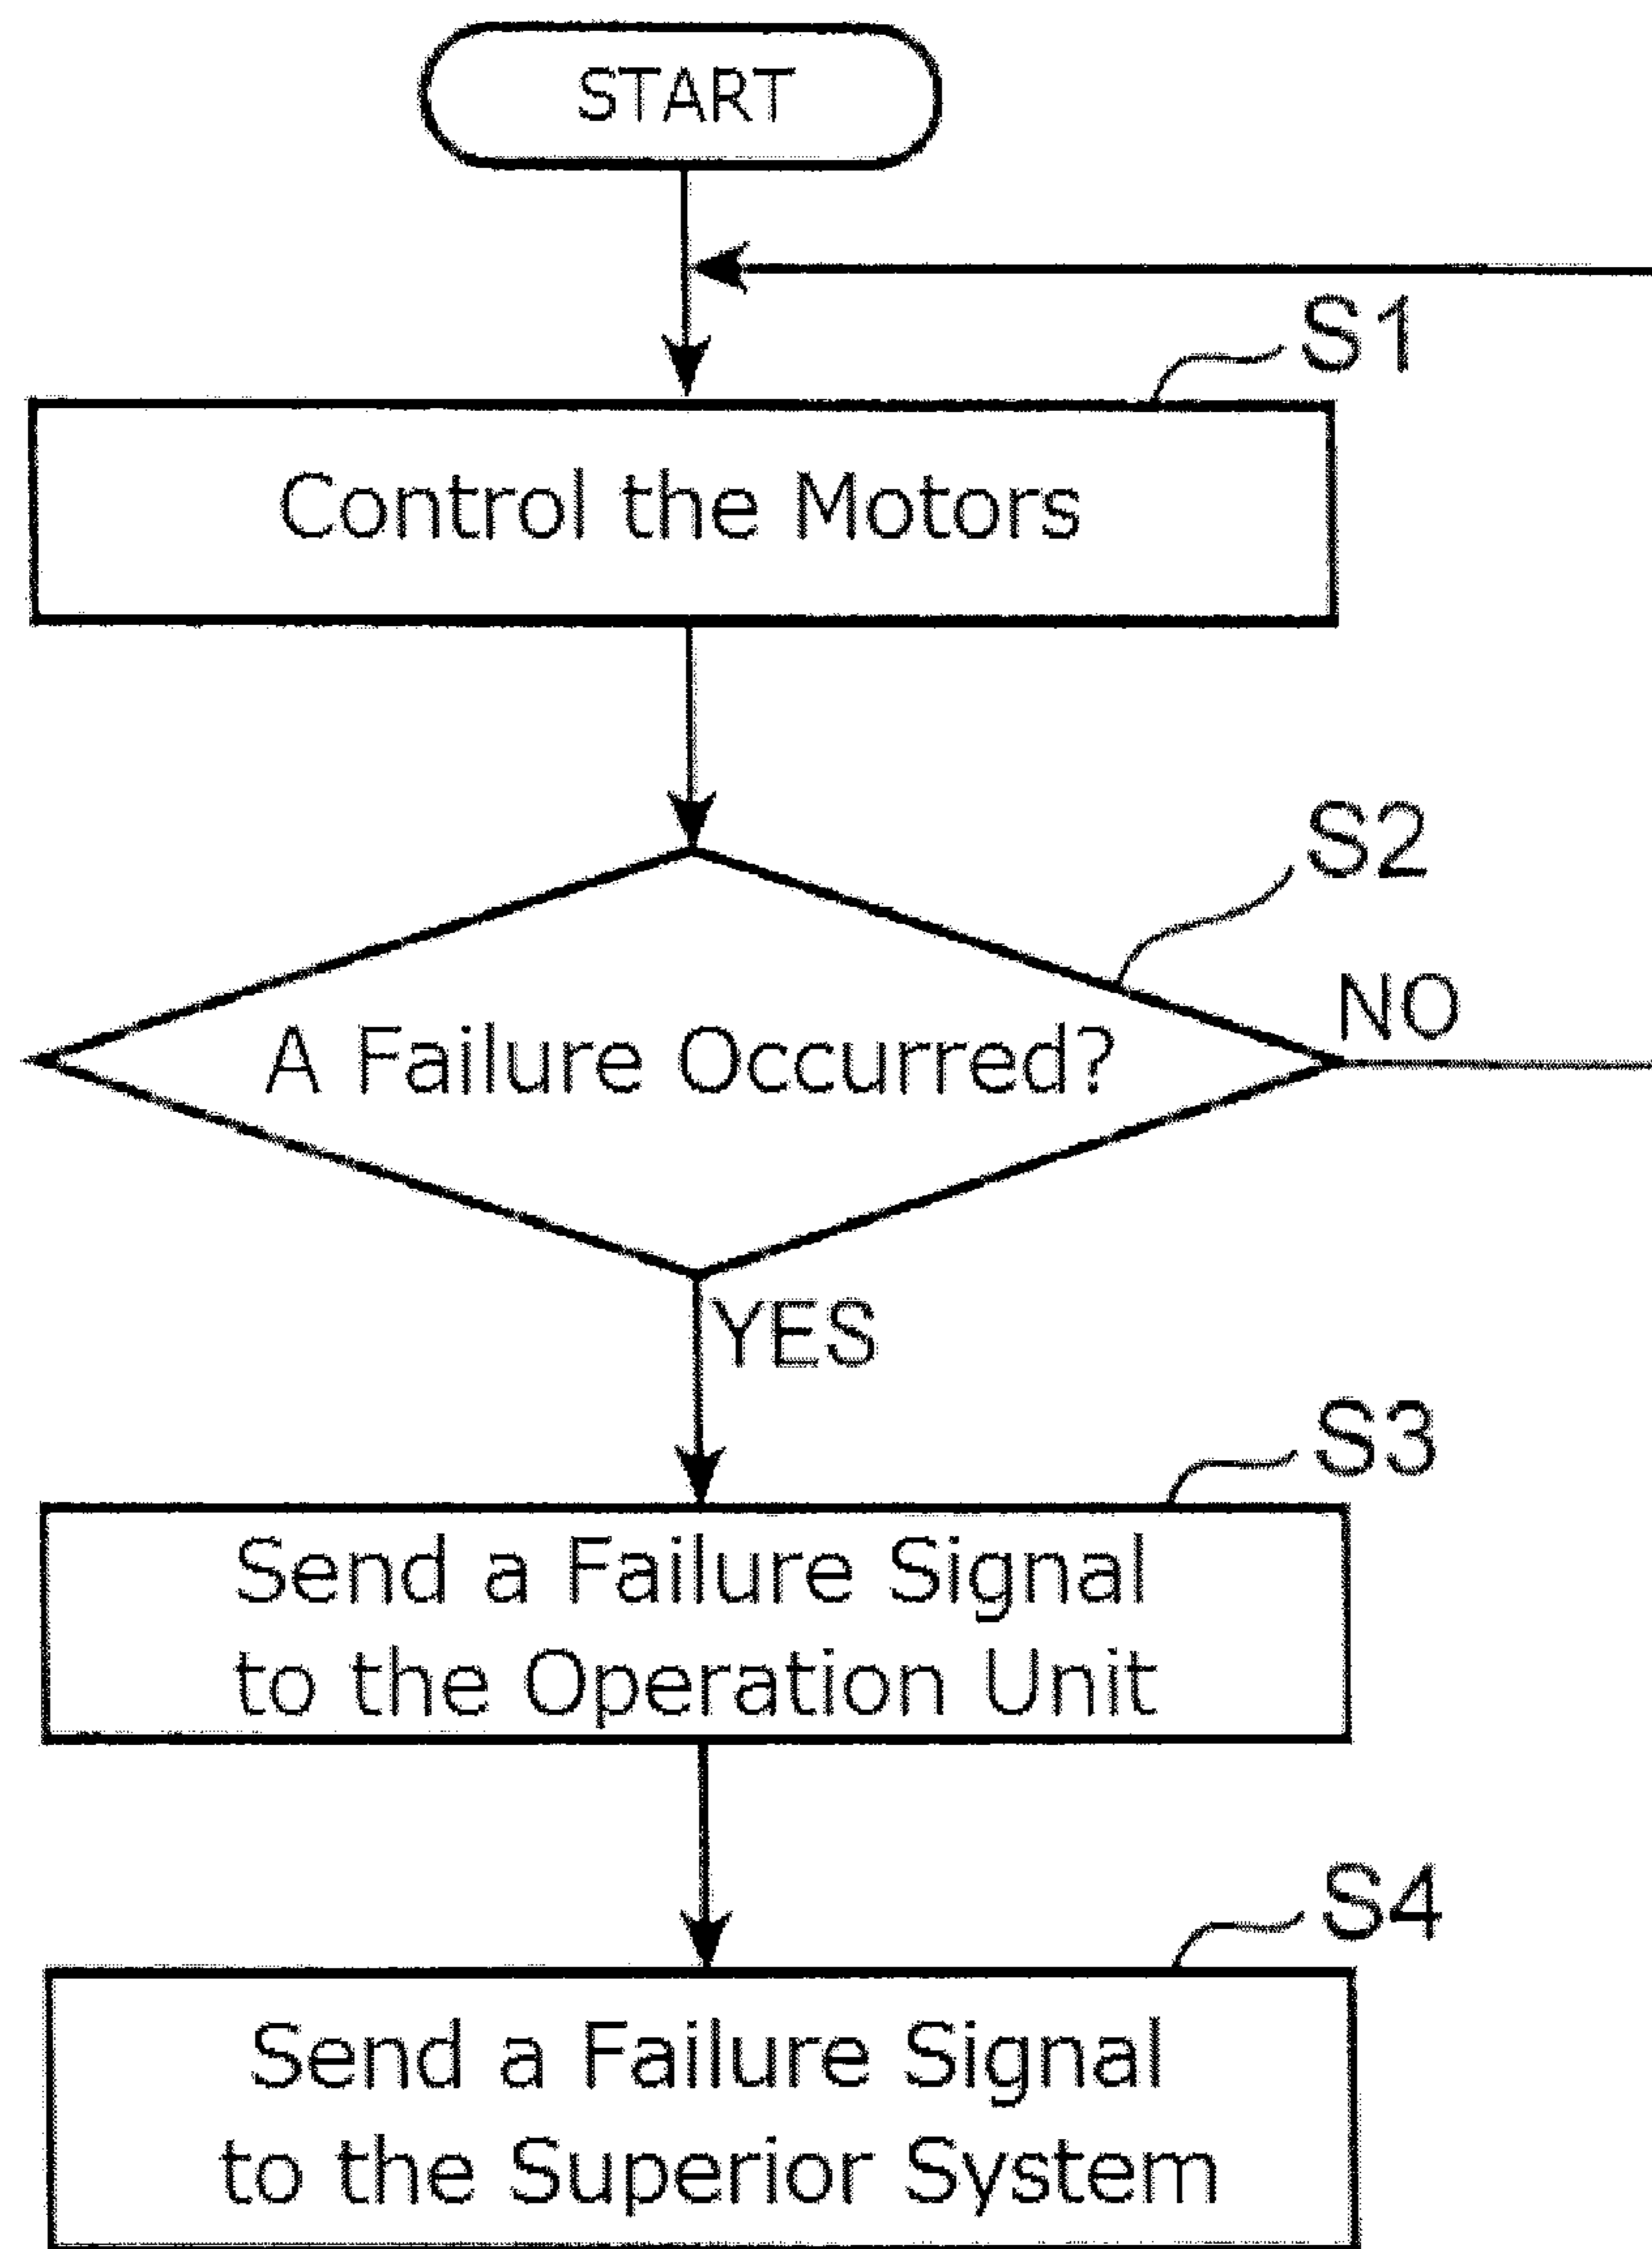 START
S1
Control the Motors
S2
NO
A Failure Occurred?
YES
S3
Send a Failure Signal
to the Operation Unit
S4
Send a Failure Signal
to the Superior System